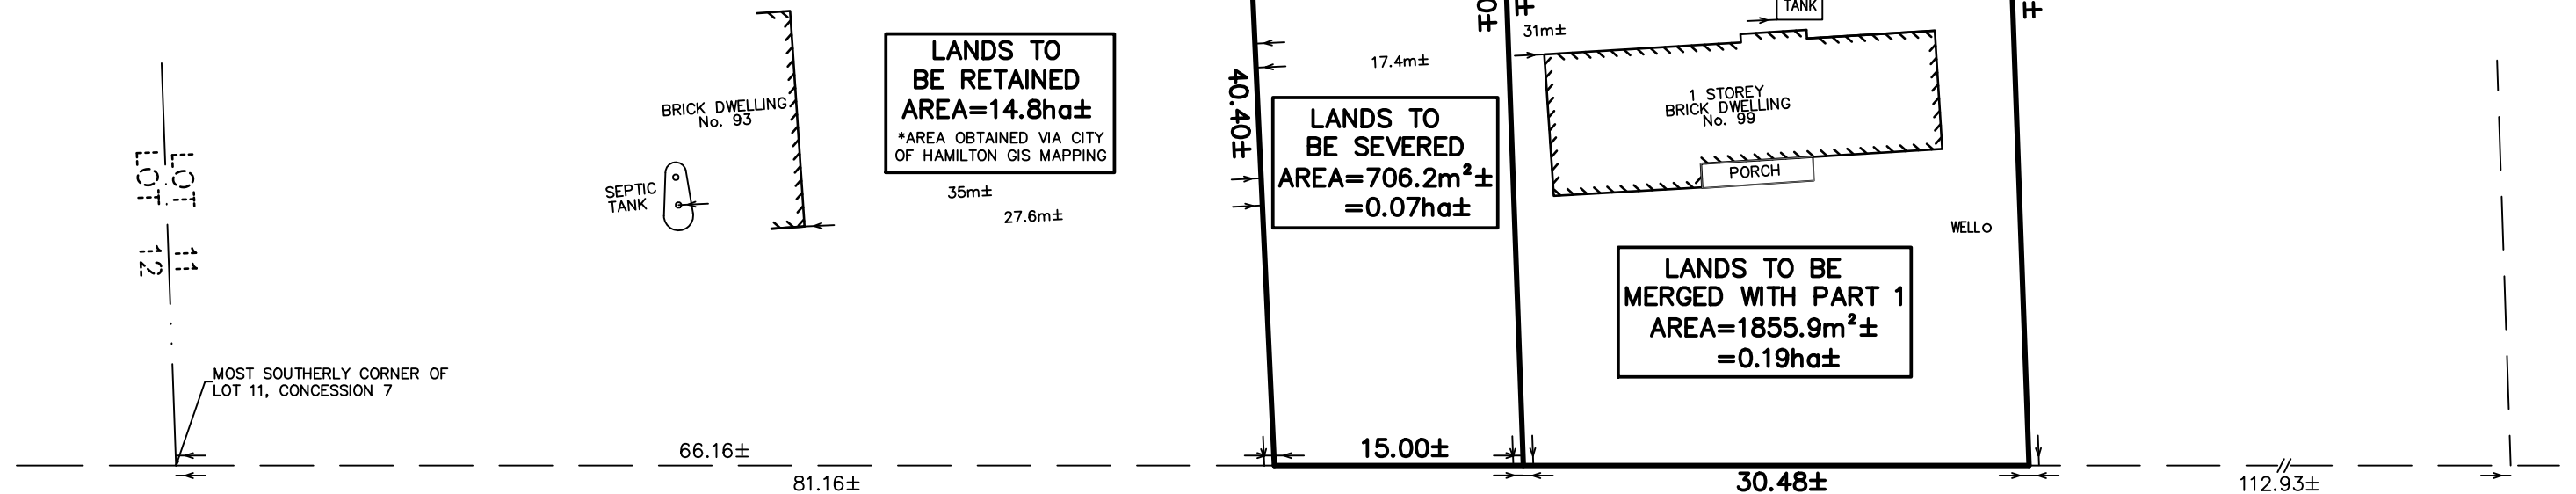 TANK
31m±
LANDS TO
BE RETAINED
AREA=14.8ha±
*AREA OBTAINED VIA CITY
OF HAMILTON GIS MAPPING
17.4m±
40.40±
BRICK DWELLING
No. 93
1 STOREY
BRICK DWELLING
No. 99
LANDS TO
BE SEVERED
AREA=706.2m²±
=0.07ha±
LOT 11
LOT 12
SEPTIC
TANK
35m±
27.6m±
PORCH
WELL
LANDS TO BE
MERGED WITH PART 1
AREA=1855.9m²±
=0.19ha±
MOST SOUTHERLY CORNER OF
LOT 11, CONCESSION 7
66.16±
15.00±
81.16±
30.48±
112.93±